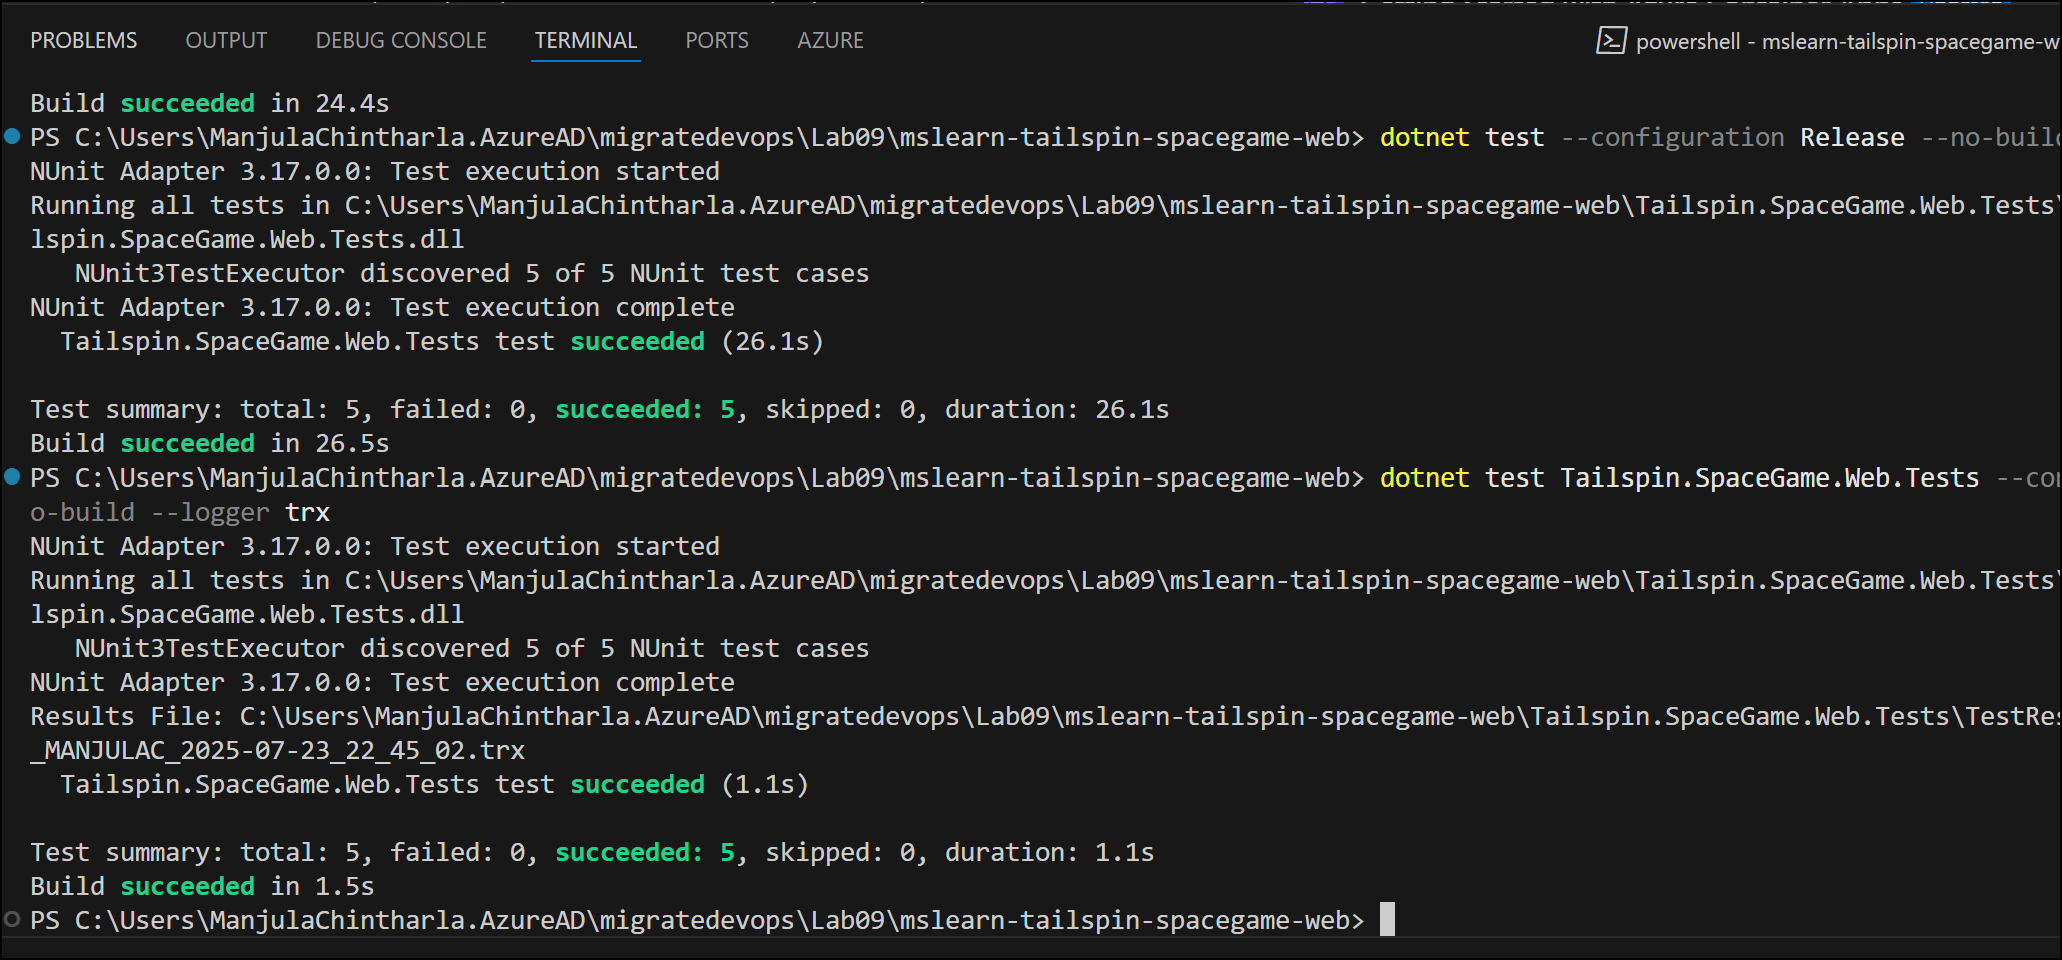 PROBLEMS OUTPUT DEBUG CONSOLE TERMINAL PORTS AZURE powershell - mslearn-tailspin-spacegame-w
Build succeeded in 24.4s
PS C:\Users\ManjulaChintharla.AzureAD\migratedevops\Lab09\mslearn-tailspin-spacegame-web> dotnet test --configuration Release --no-buil
NUnit Adapter 3.17.0.0: Test execution started
Running all tests in C:\Users\ManjulaChintharla.AzureAD\migratedevops\Lab09\mslearn-tailspin-spacegame-web\Tailspin.SpaceGame.Web.Tests\
lspin.SpaceGame.Web.Tests.dll
NUnit3TestExecutor discovered 5 of 5 NUnit test cases
NUnit Adapter 3.17.0.0: Test execution complete
Tailspin.SpaceGame.Web.Tests test succeeded (26.1s)
Test summary: total: 5, failed: 0, succeeded: 5, skipped: 0, duration: 26.1s
Build succeeded in 26.5s
PS C:\Users\ManjulaChintharla.AzureAD\migratedevops\Lab09\mslearn-tailspin-spacegame-web> dotnet test Tailspin.SpaceGame.Web.Tests --con
o-build --logger trx
NUnit Adapter 3.17.0.0: Test execution started
Running all tests in C:\Users\ManjulaChintharla.AzureAD\migratedevops\Lab09\mslearn-tailspin-spacegame-web\Tailspin.SpaceGame.Web.Tests\
lspin.SpaceGame.Web.Tests.dll
NUnit3TestExecutor discovered 5 of 5 NUnit test cases
NUnit Adapter 3.17.0.0: Test execution complete
Results File: C:\Users\ManjulaChintharla.AzureAD\migratedevops\Lab09\mslearn-tailspin-spacegame-web\Tailspin.SpaceGame.Web.Tests\TestRes
_MANJULAC_2025-07-23_22_45_02.trx
Tailspin.SpaceGame.Web.Tests test succeeded (1.1s)
Test summary: total: 5, failed: 0, succeeded: 5, skipped: 0, duration: 1.1s
Build succeeded in 1.5s
PS C:\Users\ManjulaChintharla.AzureAD\migratedevops\Lab09\mslearn-tailspin-spacegame-web>